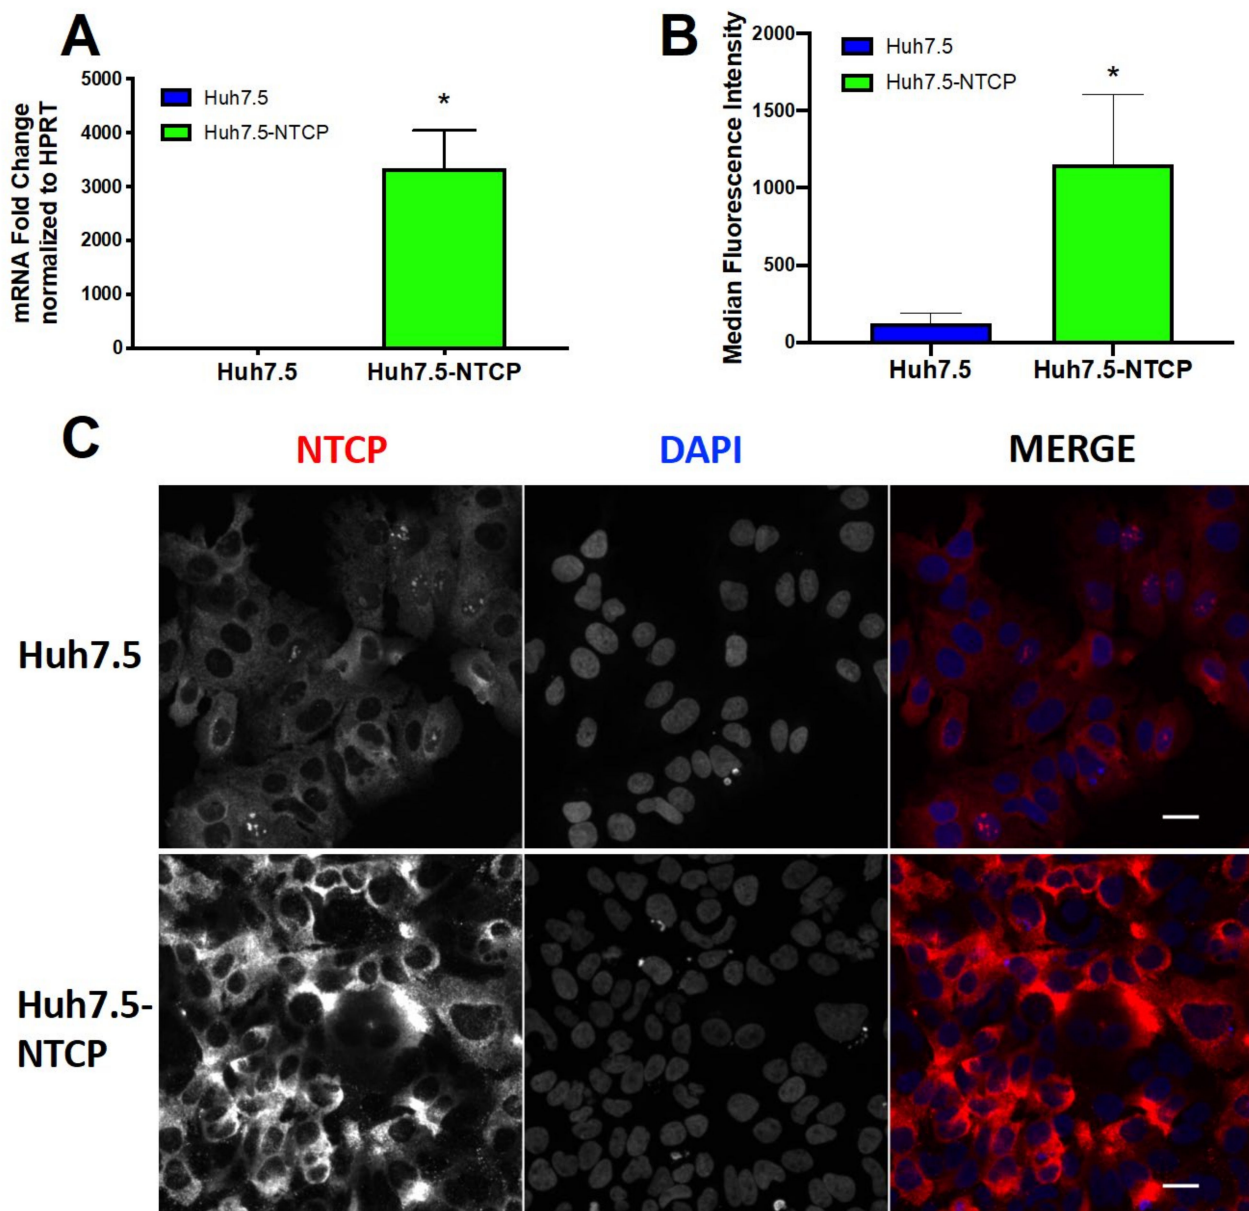 A
mRNA Fold Change
normalized to HPRT
5000
4000
3000
2000
1000
0
Huh7.5
Huh7.5-NTCP
*
Huh7.5
Huh7.5-NTCP
B
Median Fluorescence Intensity
2000
1500
1000
500
0
Huh7.5
Huh7.5-NTCP
*
Huh7.5
Huh7.5-NTCP
C
NTCP
DAPI
MERGE
Huh7.5
Huh7.5-
NTCP